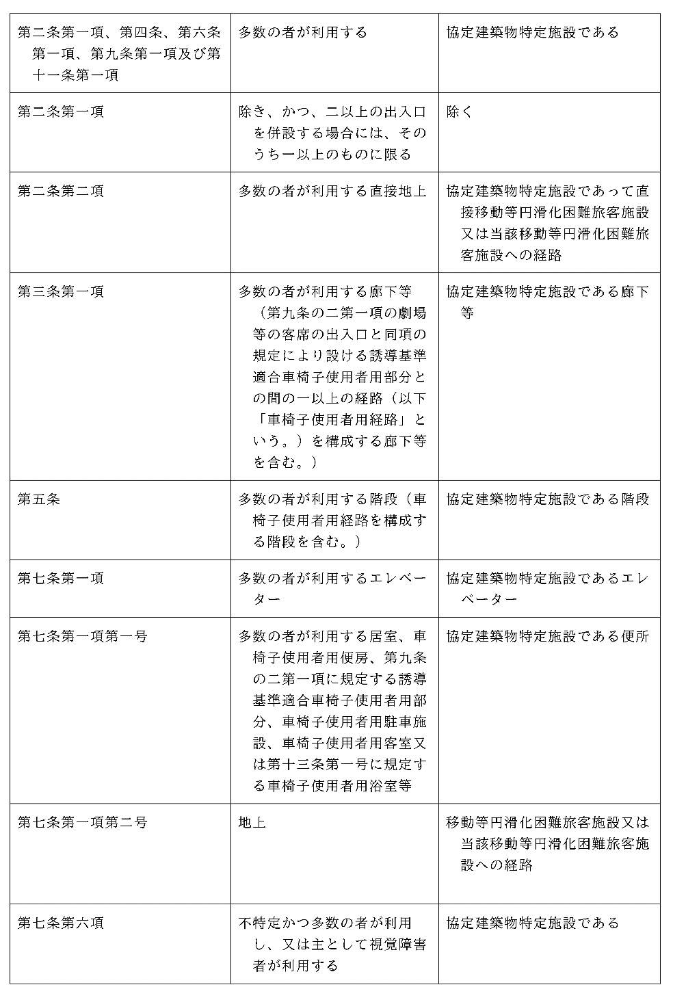 第二条第一項、第四条、第六条
第一項、第九条第一項及び第
十一条第一項
多数の者が利用する
協定建築物特定施設である
第二条第一項
除き、かつ、二以上の出入口
を併設する場合には、その
うち一以上のものに限る
除く
第二条第二項
多数の者が利用する直接地上
協定建築物特定施設であって直
接移動等円滑化困難旅客施設
又は当該移動等円滑化困難旅
客施設への経路
第三条第一項
多数の者が利用する廊下等
（第九条の二第一項の劇場
等の客席の出入口と同項の
規定により設ける誘導基準
適合車椅子使用者用部分と
の間の一以上の経路（以下
「車椅子使用者用経路」と
いう。）を構成する廊下等
を含む。）
協定建築物特定施設である廊下
等
第五条
多数の者が利用する階段（車
椅子使用者用経路を構成す
る階段を含む。）
協定建築物特定施設である階段
第七条第一項
多数の者が利用するエレベー
ター
協定建築物特定施設であるエレ
ベーター
第七条第一項第一号
多数の者が利用する居室、車
椅子使用者用便房、第九条
の二第一項に規定する誘導
基準適合車椅子使用者用部
分、車椅子使用者用駐車施
設、車椅子使用者用客室又
は第十三条第一号に規定す
る車椅子使用者用浴室等
協定建築物特定施設である便所
第七条第一項第二号
地上
移動等円滑化困難旅客施設又は
当該移動等円滑化困難旅客施
設への経路
第七条第六項
不特定かつ多数の者が利用
し、又は主として視覚障害
者が利用する
協定建築物特定施設である